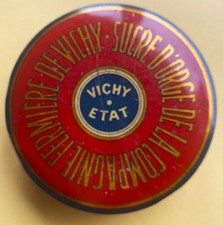 SUCRE D'ORGE DE LA COMPAGNIE FERMIÈRE DE VICHY •
VICHY
•
ETAT